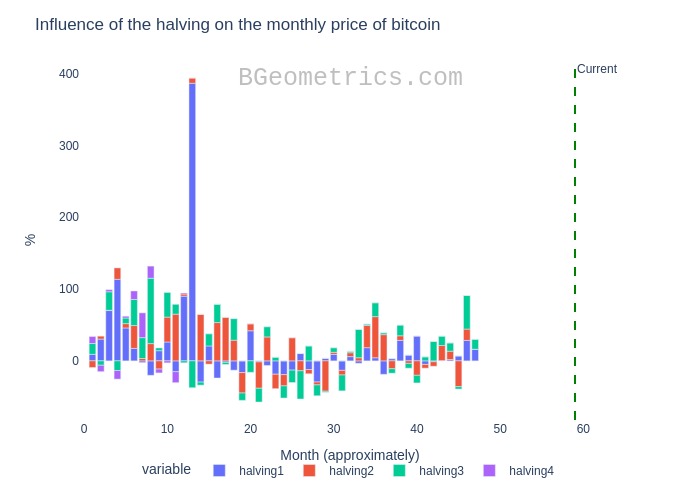 Influence of the halving on the monthly price of bitcoin
BGeometrics.com
Current
400
300
200
100
0
%
0 10 20 30 40 50 60
Month (approximately)
variable halving1 halving2 halving3 halving4